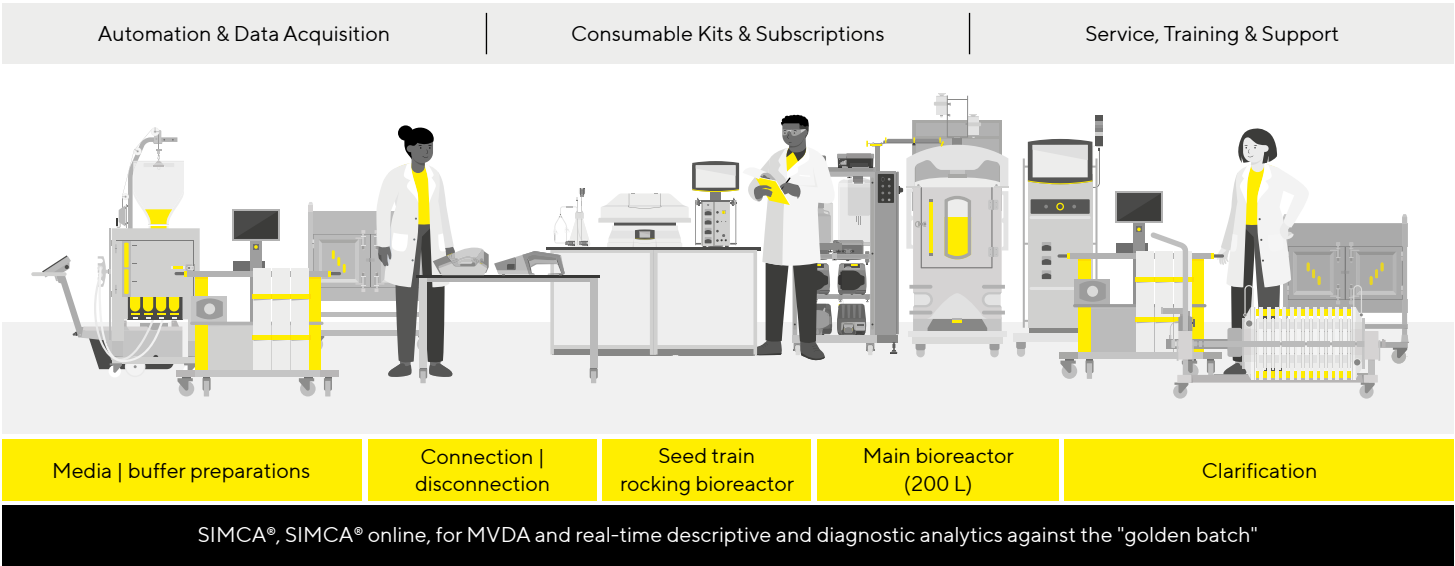 Automation & Data Acquisition
Consumable Kits & Subscriptions
Service, Training & Support
Media | buffer preparations
Connection |
disconnection
Seed train
rocking bioreactor
Main bioreactor
(200 L)
Clarification
SIMCA®, SIMCA® online, for MVDA and real-time descriptive and diagnostic analytics against the "golden batch"